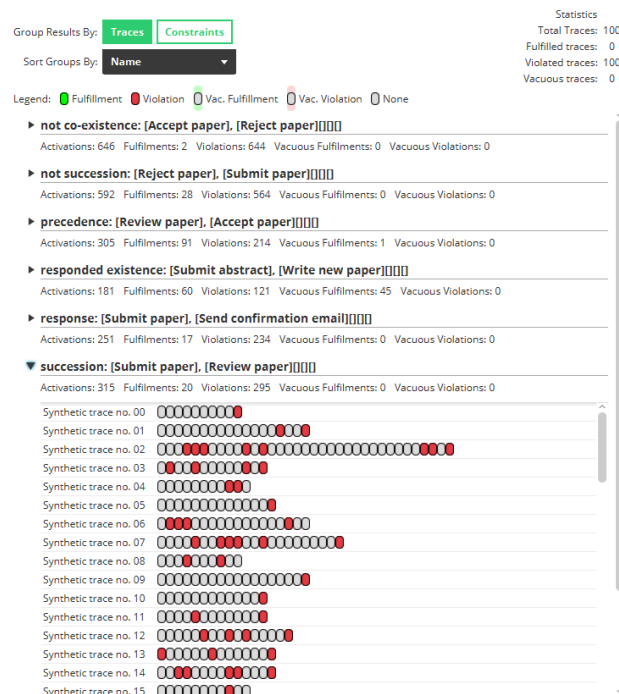 Statistics
Group Results By: Traces Constraints
Total Traces: 100
Fulfilled traces: 0
Sort Groups By: Name
Violated traces: 100
Vacuous traces: 0
Legend: Fulfillment Violation Vac. Fulfillment Vac. Violation None
not co-existence: [Accept paper], [Reject paper][][][]
Activations: 646 Fulfilments: 2 Violations: 644 Vacuous Fulfilments: 0 Vacuous Violations: 0
not succession: [Reject paper], [Submit paper][][][]
Activations: 592 Fulfilments: 28 Violations: 564 Vacuous Fulfilments: 0 Vacuous Violations: 0
precedence: [Review paper], [Accept paper][][][]
Activations: 305 Fulfilments: 91 Violations: 214 Vacuous Fulfilments: 1 Vacuous Violations: 0
responded existence: [Submit abstract], [Write new paper][][][]
Activations: 181 Fulfilments: 60 Violations: 121 Vacuous Fulfilments: 45 Vacuous Violations: 0
response: [Submit paper], [Send confirmation email][][][]
Activations: 251 Fulfilments: 17 Violations: 234 Vacuous Fulfilments: 0 Vacuous Violations: 0
succession: [Submit paper], [Review paper][][][]
Activations: 315 Fulfilments: 20 Violations: 295 Vacuous Fulfilments: 0 Vacuous Violations: 0
Synthetic trace no. 00
Synthetic trace no. 01
Synthetic trace no. 02
Synthetic trace no. 03
Synthetic trace no. 04
Synthetic trace no. 05
Synthetic trace no. 06
Synthetic trace no. 07
Synthetic trace no. 08
Synthetic trace no. 09
Synthetic trace no. 10
Synthetic trace no. 11
Synthetic trace no. 12
Synthetic trace no. 13
Synthetic trace no. 14
Synthetic trace no. 15